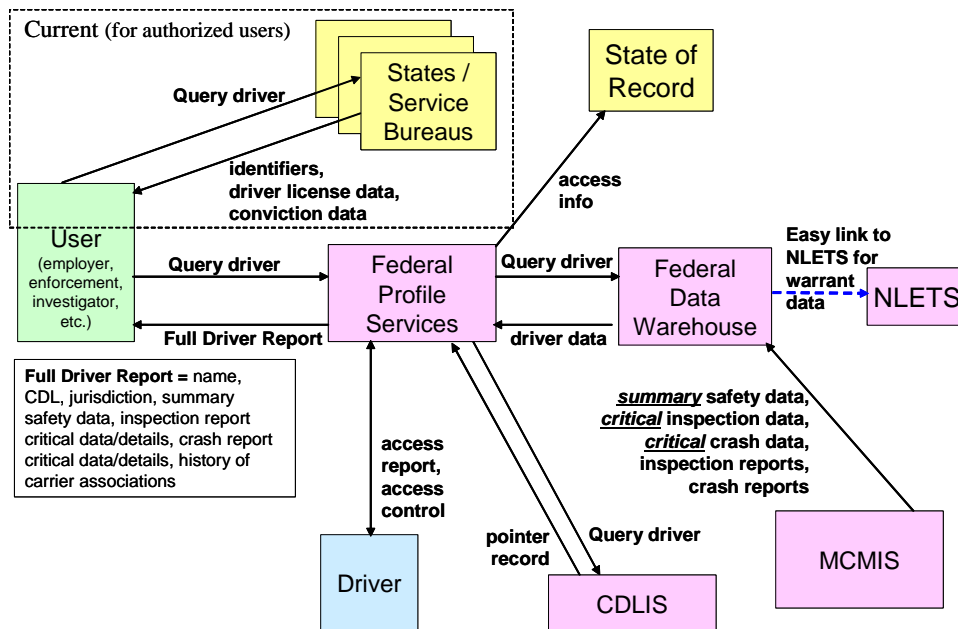 Current (for authorized users)
States /
Service
Bureaus
State of
Record
Query driver
identifiers,
driver license data,
conviction data
access
info
User
(employer,
enforcement,
investigator,
etc.)
Query driver
Full Driver Report
Federal
Profile
Services
Query driver
driver data
Federal
Data
Warehouse
Easy link to
NLETS for
warrant
data
NLETS
Full Driver Report = name,
CDL, jurisdiction, summary
safety data, inspection report
critical data/details, crash report
critical data/details, history of
carrier associations
access
report,
access
control
summary safety data,
critical inspection data,
critical crash data,
inspection reports,
crash reports
pointer
record
Query driver
Driver
CDLIS
MCMIS